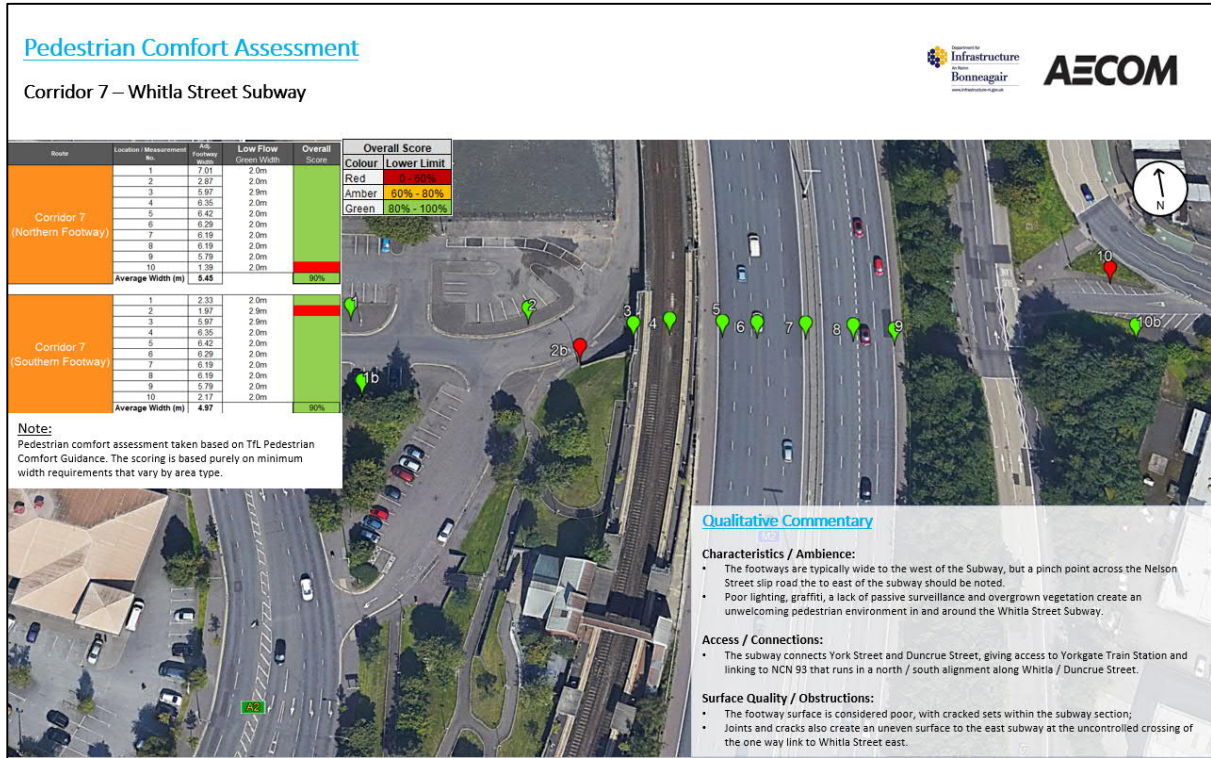 Pedestrian Comfort Assessment
Corridor 7 – Whitla Street Subway
Department for
Infrastructure
An Roinn
Bonneagair
www.infrastructure-ni.gov.uk
AECOM
Route Location / Measurement No. Adj. Footway Width Low Flow Green Width Overall Score
Corridor 7 (Northern Footway)
1 7.01 2.0m
2 2.87 2.0m
3 5.97 2.9m
4 6.35 2.0m
5 6.42 2.0m
6 6.29 2.0m
7 6.19 2.0m
8 6.19 2.0m
9 5.79 2.0m
10 1.39 2.0m
Average Width (m) 5.45 90%
Corridor 7 (Southern Footway)
1 2.33 2.0m
2 1.97 2.9m
3 5.97 2.9m
4 6.35 2.0m
5 6.42 2.0m
6 6.29 2.0m
7 6.19 2.0m
8 6.19 2.0m
9 5.79 2.0m
10 2.17 2.0m
Average Width (m) 4.97 90%
Overall Score
Colour Lower Limit
Red 0 - 60%
Amber 60% - 80%
Green 80% - 100%
N
1
2
3
4
5
6
7
8
9
10
1b
2b
10b
Note:
Pedestrian comfort assessment taken based on TfL Pedestrian
Comfort Guidance. The scoring is based purely on minimum
width requirements that vary by area type.
A2
M2
Qualitative Commentary
Characteristics / Ambience:
• The footways are typically wide to the west of the Subway, but a pinch point across the Nelson
Street slip road the to east of the subway should be noted.
• Poor lighting, graffiti, a lack of passive surveillance and overgrown vegetation create an
unwelcoming pedestrian environment in and around the Whitla Street Subway.
Access / Connections:
• The subway connects York Street and Duncrue Street, giving access to Yorkgate Train Station and
linking to NCN 93 that runs in a north / south alignment along Whitla / Duncrue Street.
Surface Quality / Obstructions:
• The footway surface is considered poor, with cracked sets within the subway section;
• Joints and cracks also create an uneven surface to the east subway at the uncontrolled crossing of
the one way link to Whitla Street east.